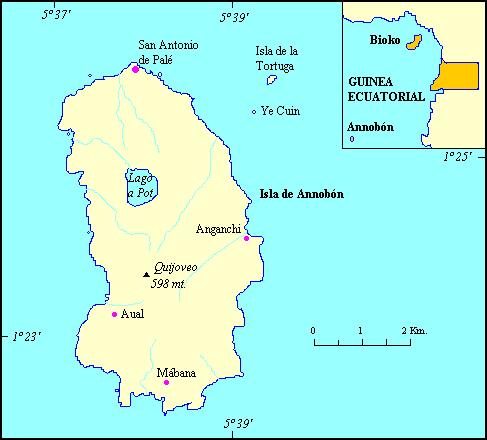 5°37'
5°39'
San Antonio
de Palé
Isla de la
Tortuga
Ye Cuin
Bioko
GUINEA
ECUATORIAL
Annobón
1°25'
Lago
a Pot
Isla de Annobón
Anganchi
Quijoveo
598 mt.
Aual
0 1 2 Km.
1°23'
Mábana
5°39'